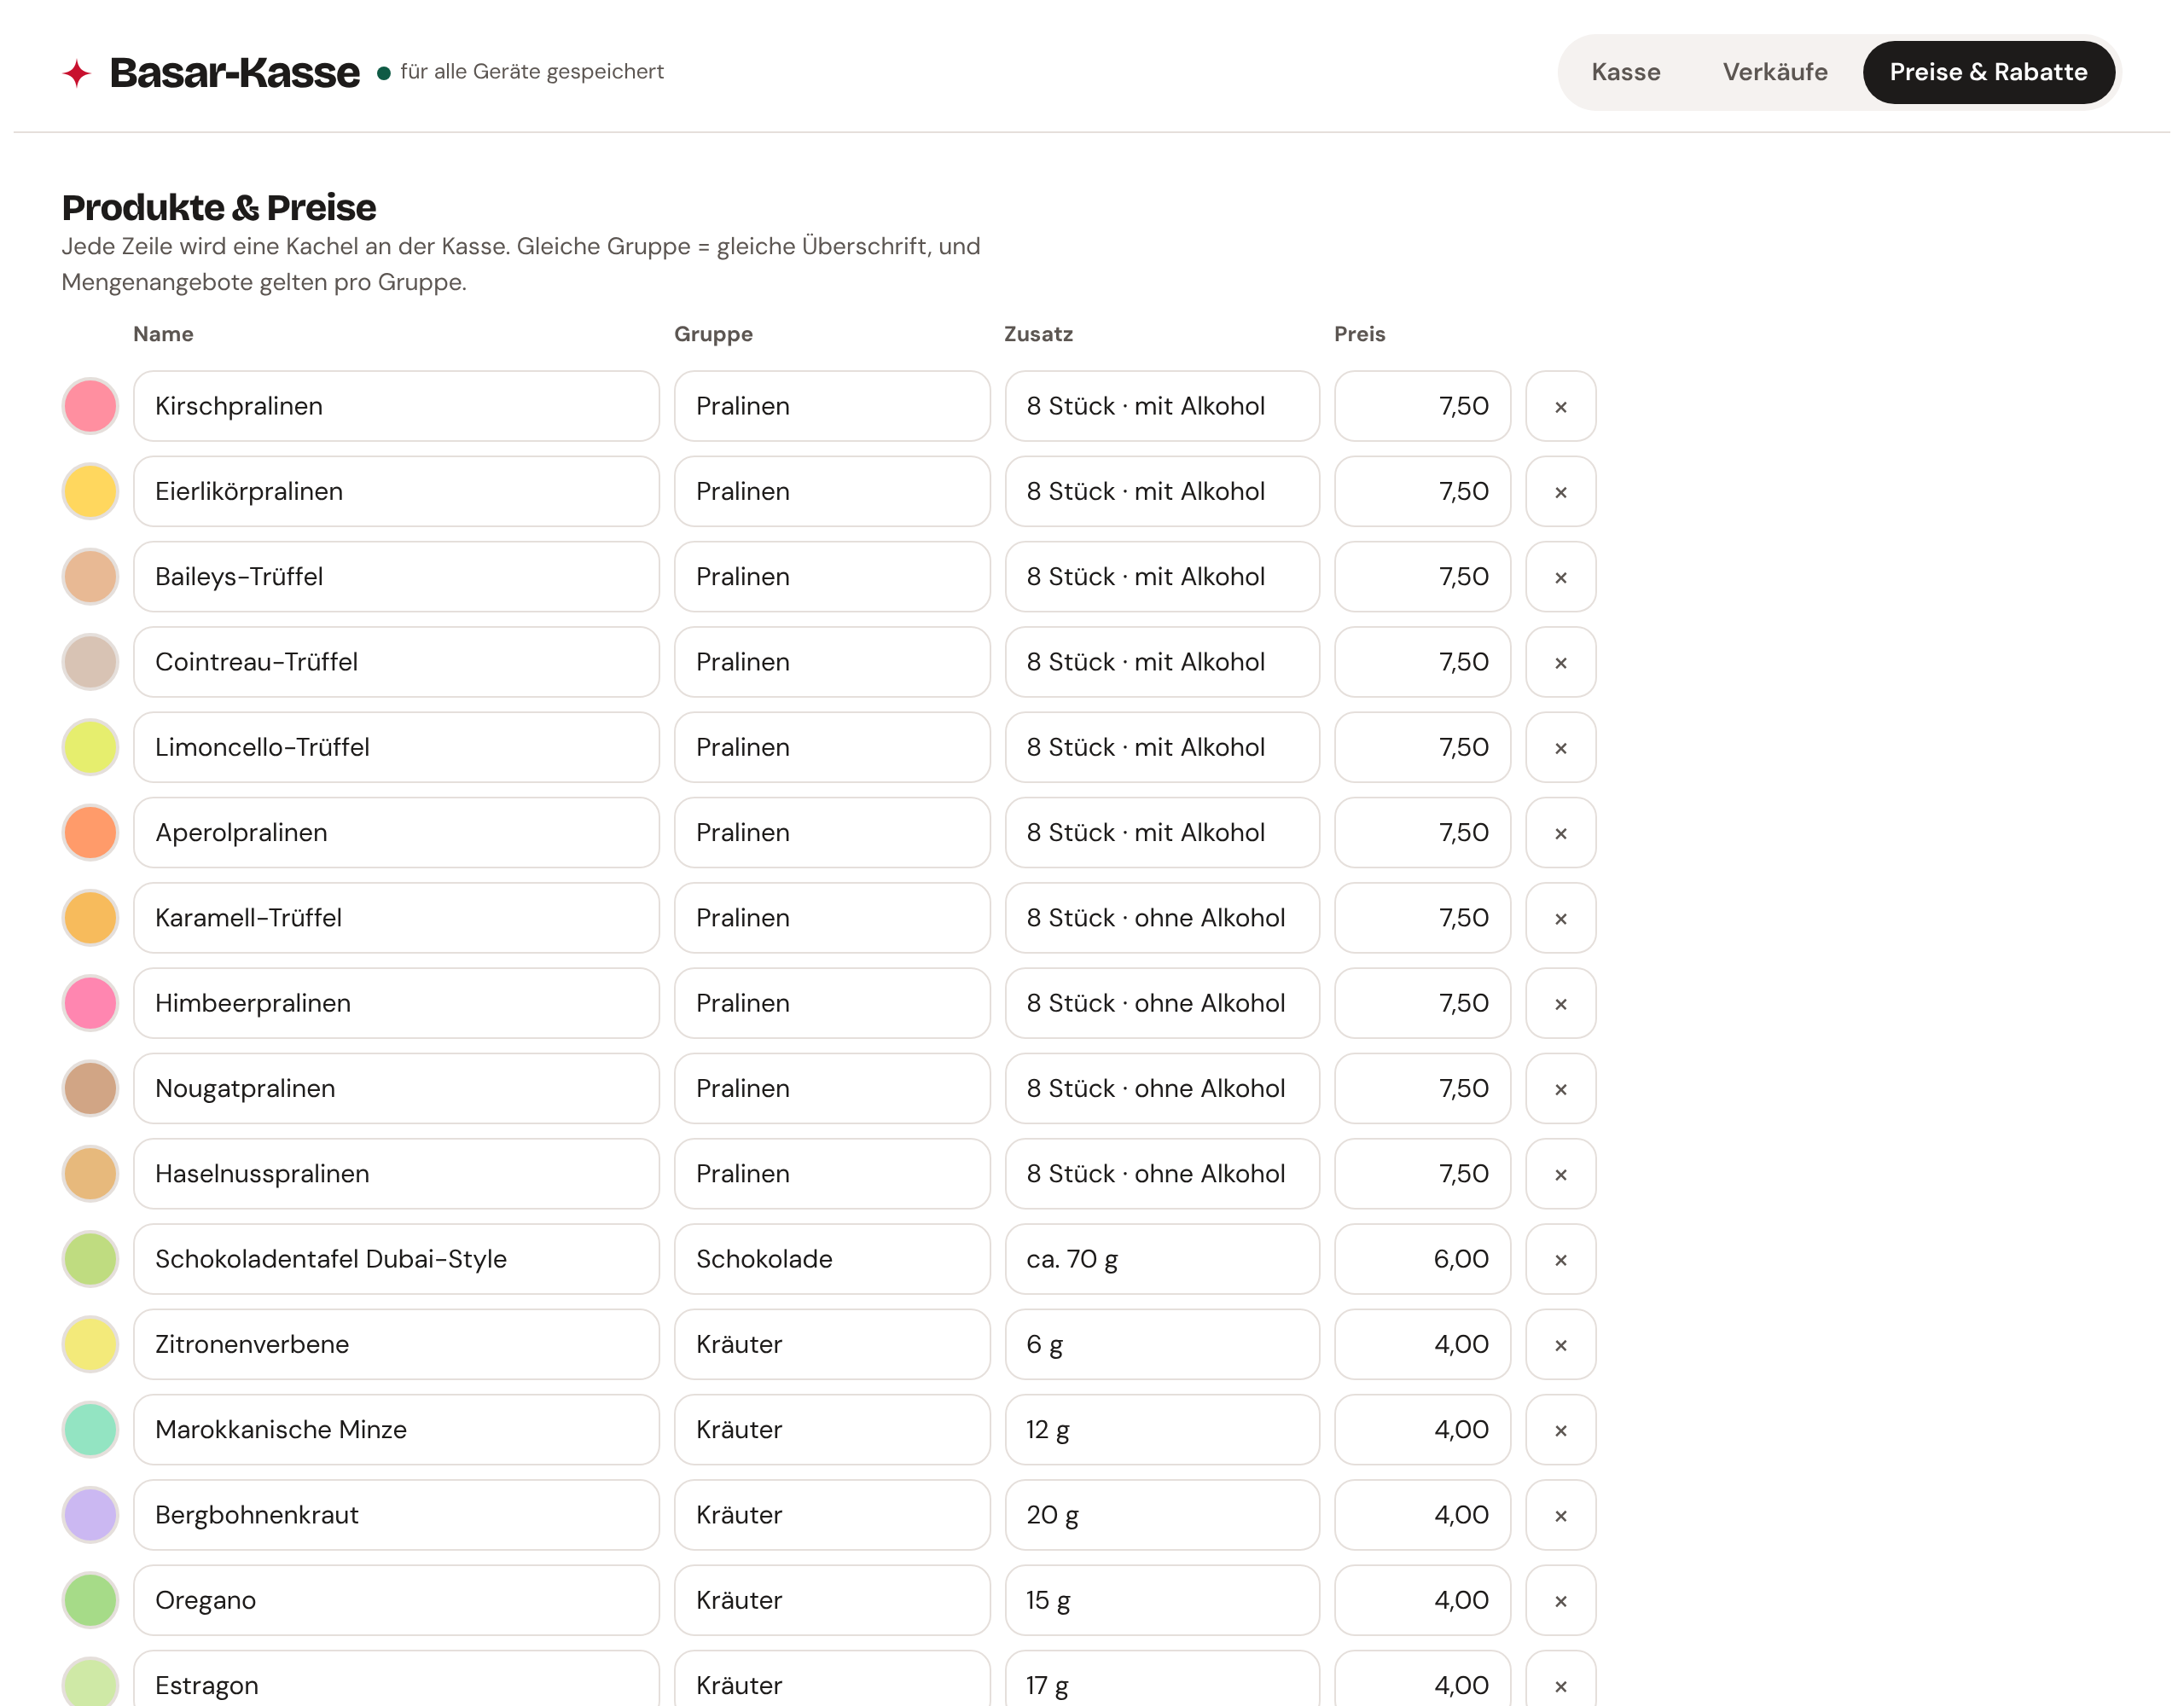 Basar-Kasse für alle Geräte gespeichert Kasse Verkäufe Preise & Rabatte
Produkte & Preise
Jede Zeile wird eine Kachel an der Kasse. Gleiche Gruppe = gleiche Überschrift, und
Mengenangebote gelten pro Gruppe.
Name Gruppe Zusatz Preis
Kirschpralinen Pralinen 8 Stück · mit Alkohol 7,50 ×
Eierlikörpralinen Pralinen 8 Stück · mit Alkohol 7,50 ×
Baileys-Trüffel Pralinen 8 Stück · mit Alkohol 7,50 ×
Cointreau-Trüffel Pralinen 8 Stück · mit Alkohol 7,50 ×
Limoncello-Trüffel Pralinen 8 Stück · mit Alkohol 7,50 ×
Aperolpralinen Pralinen 8 Stück · mit Alkohol 7,50 ×
Karamell-Trüffel Pralinen 8 Stück · ohne Alkohol 7,50 ×
Himbeerpralinen Pralinen 8 Stück · ohne Alkohol 7,50 ×
Nougatpralinen Pralinen 8 Stück · ohne Alkohol 7,50 ×
Haselnusspralinen Pralinen 8 Stück · ohne Alkohol 7,50 ×
Schokoladentafel Dubai-Style Schokolade ca. 70 g 6,00 ×
Zitronenverbene Kräuter 6 g 4,00 ×
Marokkanische Minze Kräuter 12 g 4,00 ×
Bergbohnenkraut Kräuter 20 g 4,00 ×
Oregano Kräuter 15 g 4,00 ×
Estragon Kräuter 17 g 4,00 ×